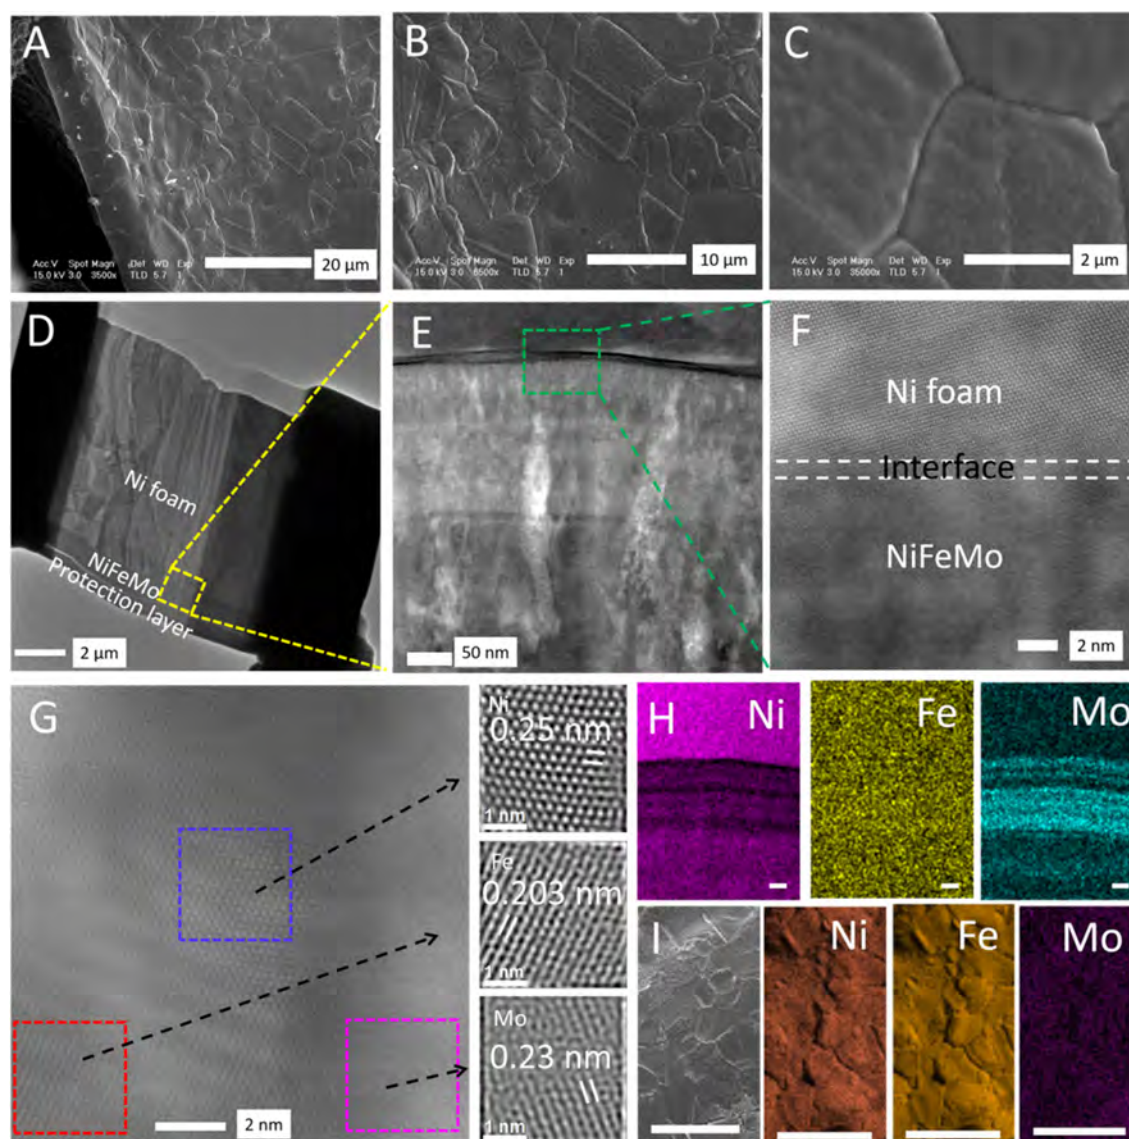 A
Acc.V Spot Magn Det WD Exp
15.0 kV 3.0 3500x TLD 5.7 1
20 µm
B
Acc.V Spot Magn Det WD Exp
15.0 kV 3.0 6500x TLD 5.7 1
10 µm
C
Acc.V Spot Magn Det WD Exp
15.0 kV 3.0 35000x TLD 5.7 1
2 µm
D
Ni foam
NiFeMo
Protection layer
2 µm
E
50 nm
F
Ni foam
Interface
NiFeMo
2 nm
G
2 nm
Ni
0.25 nm
1 nm
Fe
0.203 nm
1 nm
Mo
0.23 nm
1 nm
H Ni
Fe
Mo
I
Ni
Fe
Mo